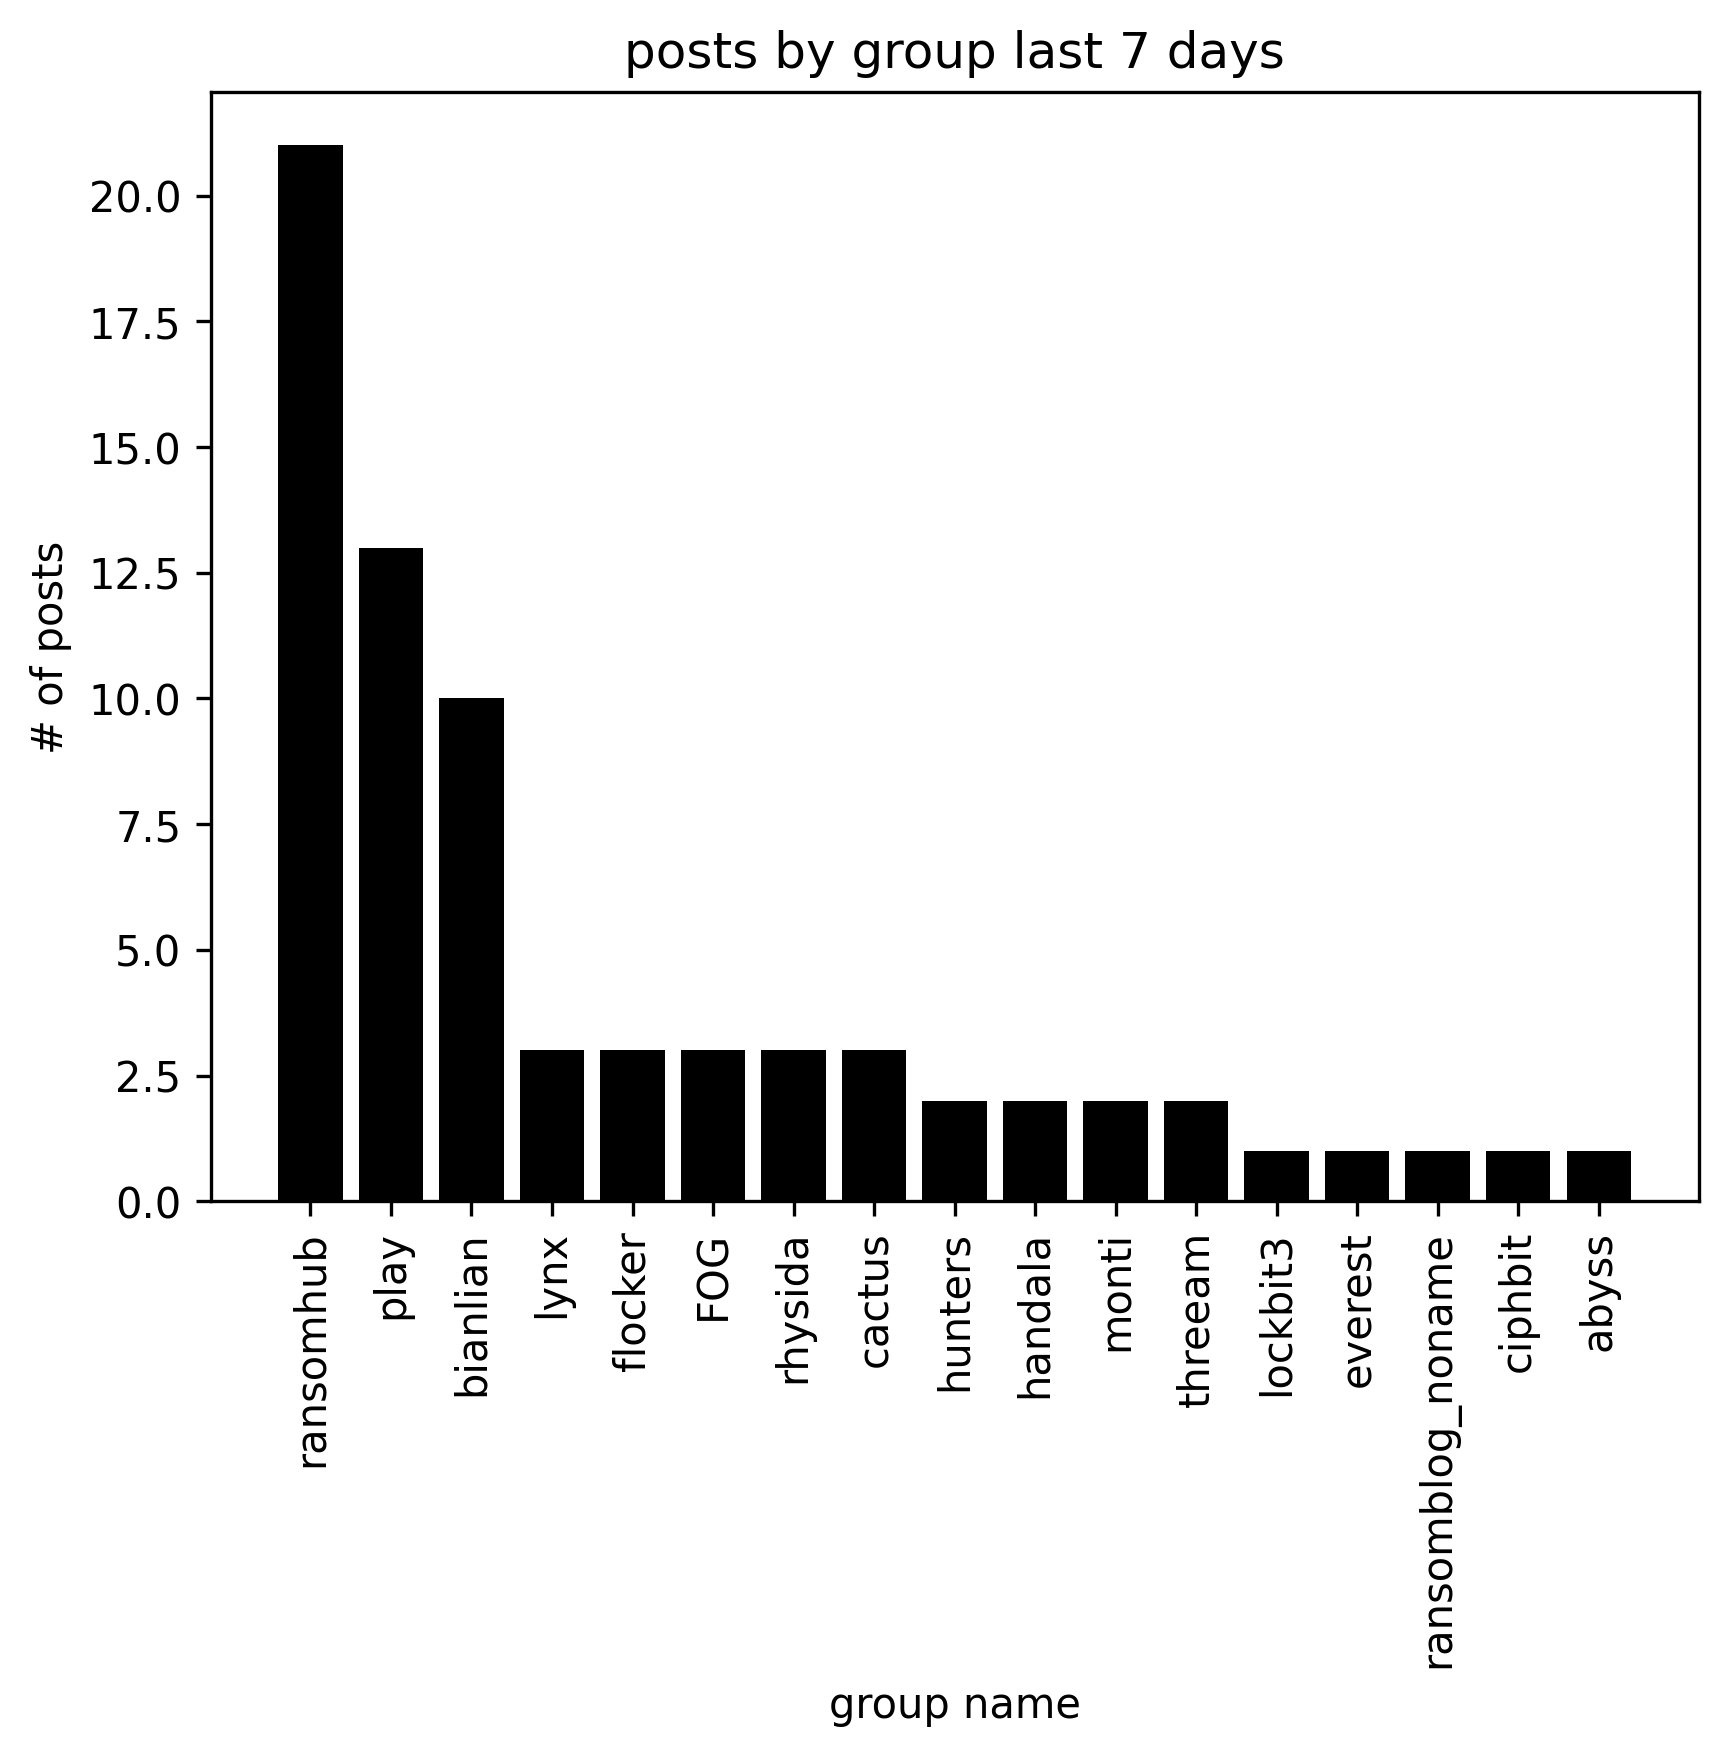 posts by group last 7 days
# of posts
20.0
17.5
15.0
12.5
10.0
7.5
5.0
2.5
0.0
ransomhub
play
bianlian
lynx
flocker
FOG
rhysida
cactus
hunters
handala
monti
threeam
lockbit3
everest
ransomblog_noname
ciphbit
abyss
group name